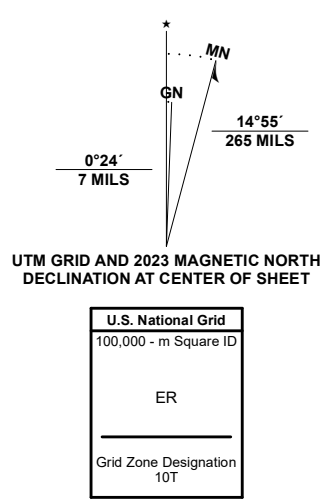 ★
MN
GN
14°55´
265 MILS
0°24´
7 MILS
UTM GRID AND 2023 MAGNETIC NORTH
DECLINATION AT CENTER OF SHEET
U.S. National Grid
100,000 - m Square ID
ER
Grid Zone Designation
10T